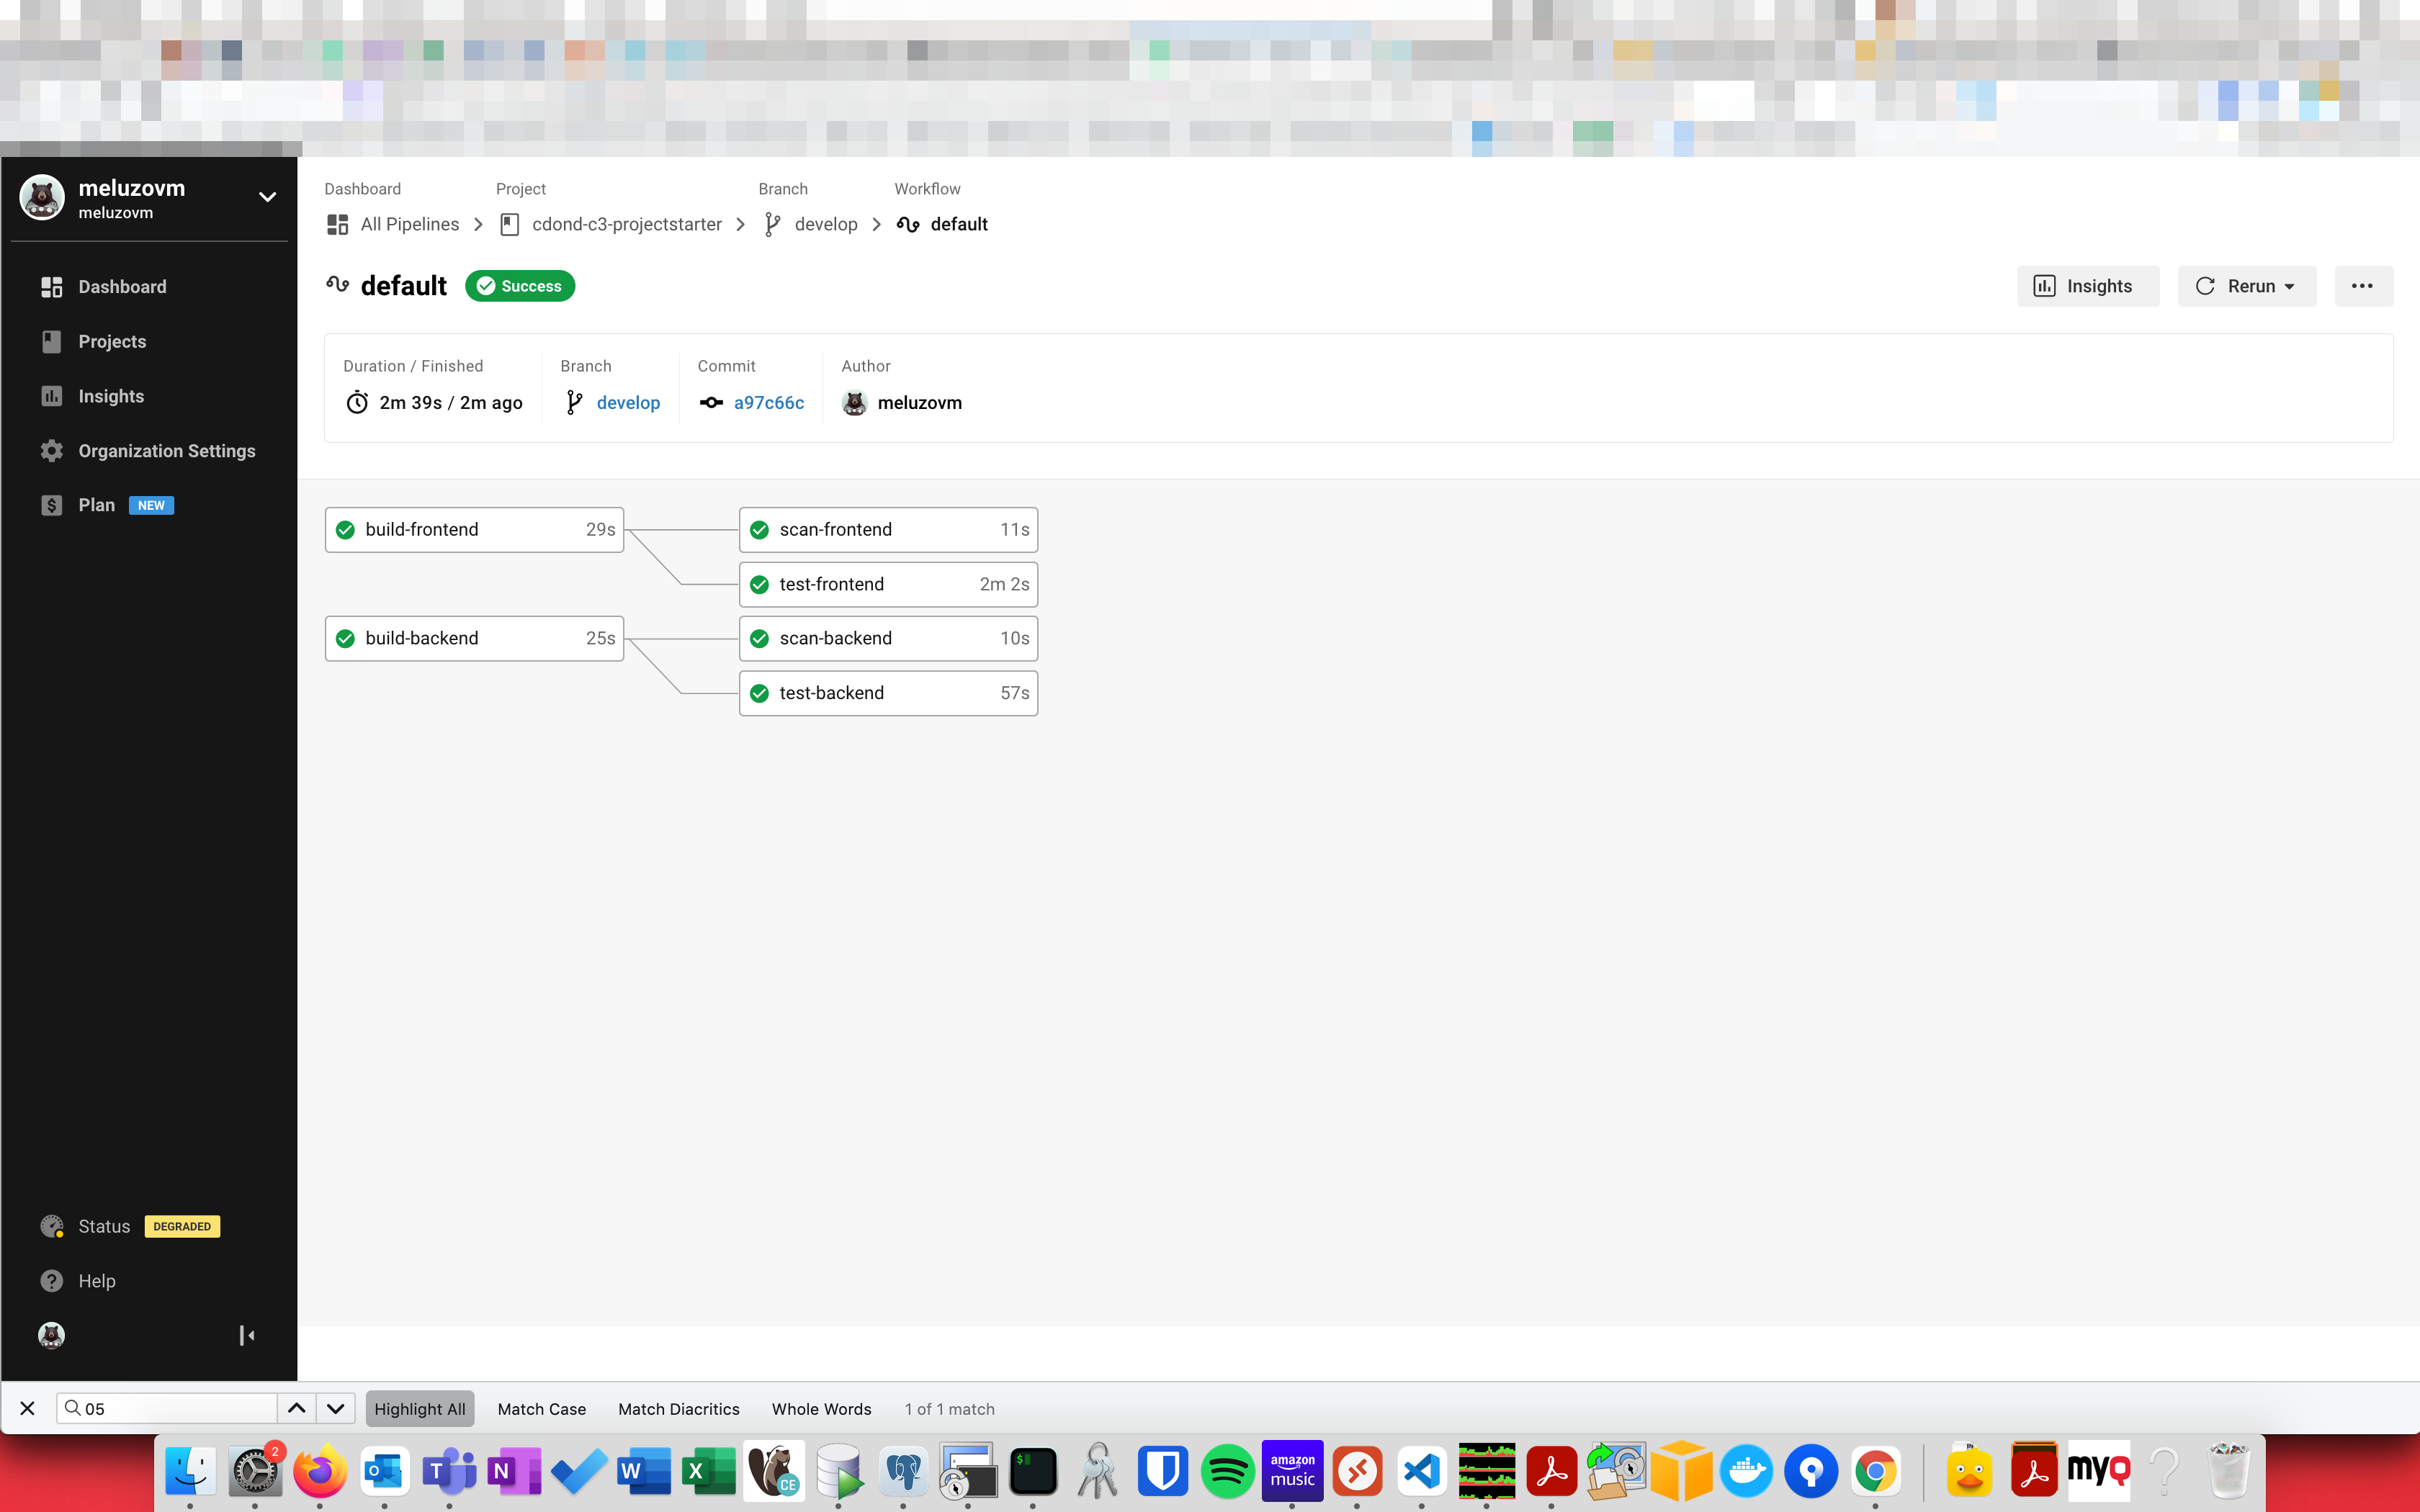 meluzovm
meluzovm
Dashboard
Projects
Insights
Organization Settings
Plan NEW
Status DEGRADED
Help
Dashboard Project Branch Workflow
All Pipelines cdond-c3-projectstarter develop default
default Success
Insights Rerun
Duration / Finished Branch Commit Author
2m 39s / 2m ago develop a97c66c meluzovm
build-frontend 29s scan-frontend 11s
test-frontend 2m 2s
build-backend 25s scan-backend 10s
test-backend 57s
05 Highlight All Match Case Match Diacritics Whole Words 1 of 1 match
2
O
T
N
W
X
CE
$
amazon
music
myQ